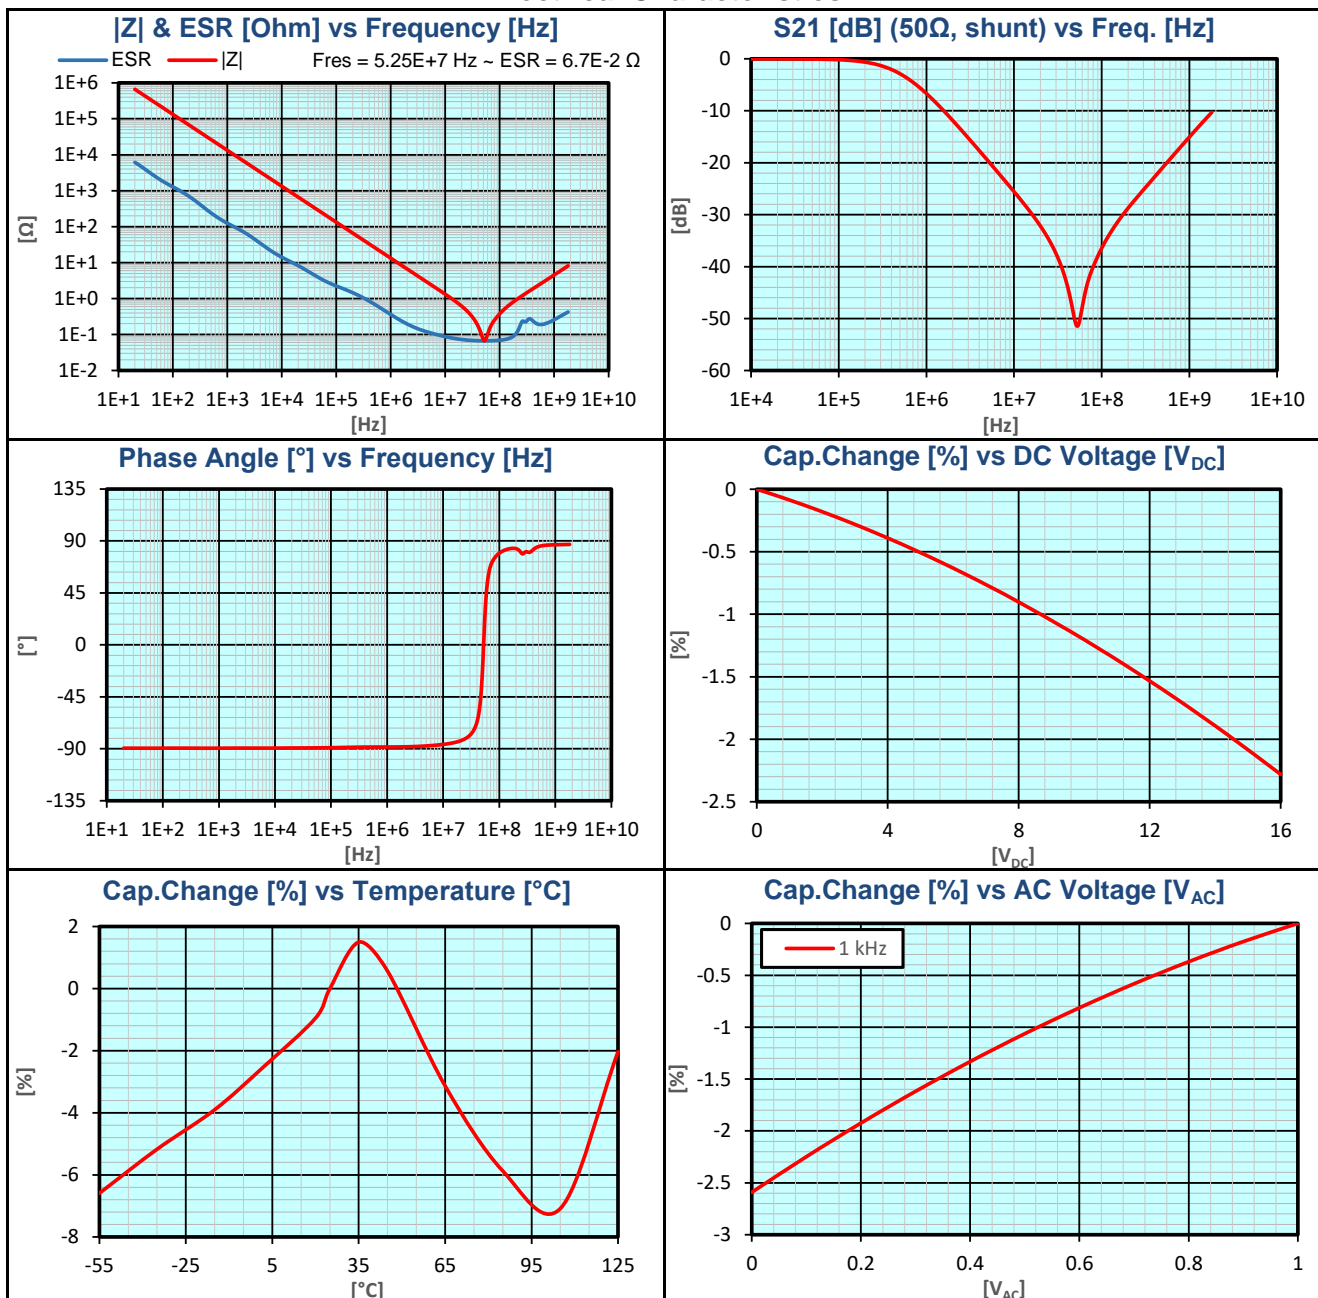 |Z| & ESR [Ohm] vs Frequency [Hz]
ESR |Z| Fres = 5.25E+7 Hz ~ ESR = 6.7E-2 Ω
1E+6
1E+5
1E+4
1E+3
1E+2
1E+1
1E+0
1E-1
1E-2
[Ω]
1E+1 1E+2 1E+3 1E+4 1E+5 1E+6 1E+7 1E+8 1E+9 1E+10
[Hz]
S21 [dB] (50Ω, shunt) vs Freq. [Hz]
0
-10
-20
-30
-40
-50
-60
[dB]
1E+4 1E+5 1E+6 1E+7 1E+8 1E+9 1E+10
[Hz]
Phase Angle [°] vs Frequency [Hz]
135
90
45
0
-45
-90
-135
[°]
1E+1 1E+2 1E+3 1E+4 1E+5 1E+6 1E+7 1E+8 1E+9 1E+10
[Hz]
Cap.Change [%] vs DC Voltage [VDC]
0
-0.5
-1
-1.5
-2
-2.5
[%]
0 4 8 12 16
[VDC]
Cap.Change [%] vs Temperature [°C]
2
0
-2
-4
-6
-8
[%]
-55 -25 5 35 65 95 125
[°C]
Cap.Change [%] vs AC Voltage [VAC]
1 kHz
0
-0.5
-1
-1.5
-2
-2.5
-3
[%]
0 0.2 0.4 0.6 0.8 1
[VAC]